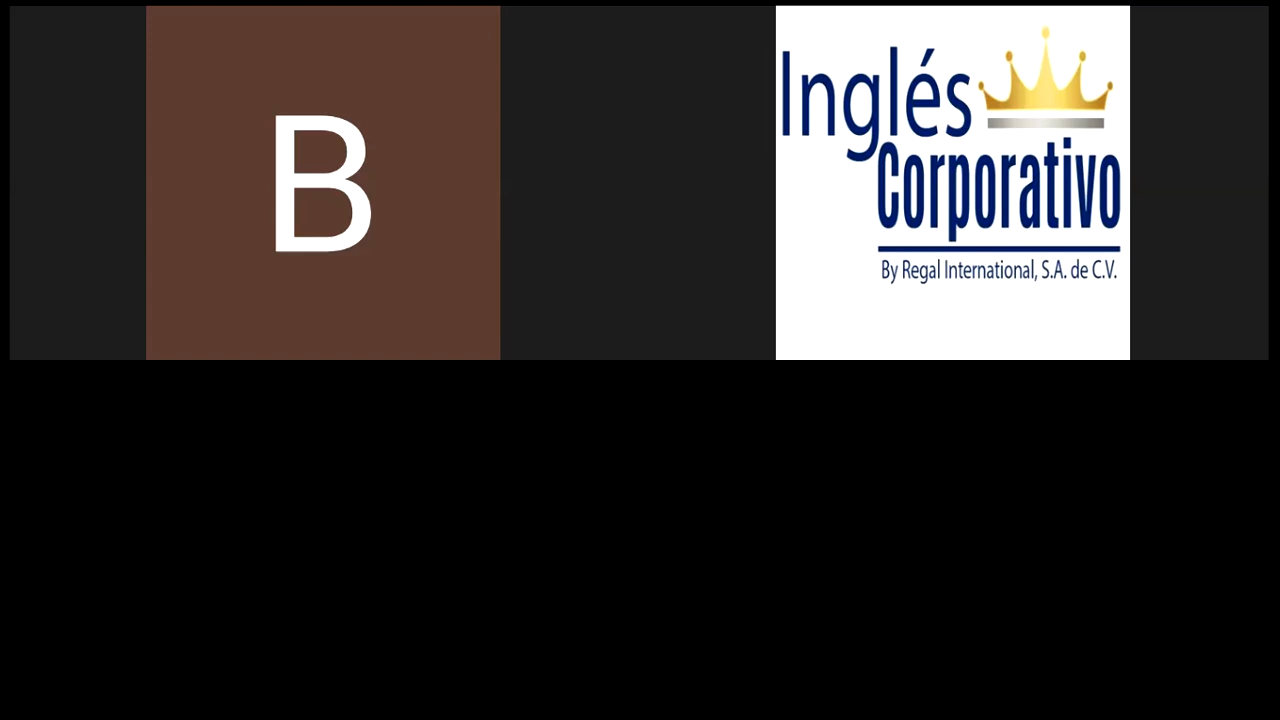 B
Inglés
Corporativo
By Regal International, S.A. de C.V.